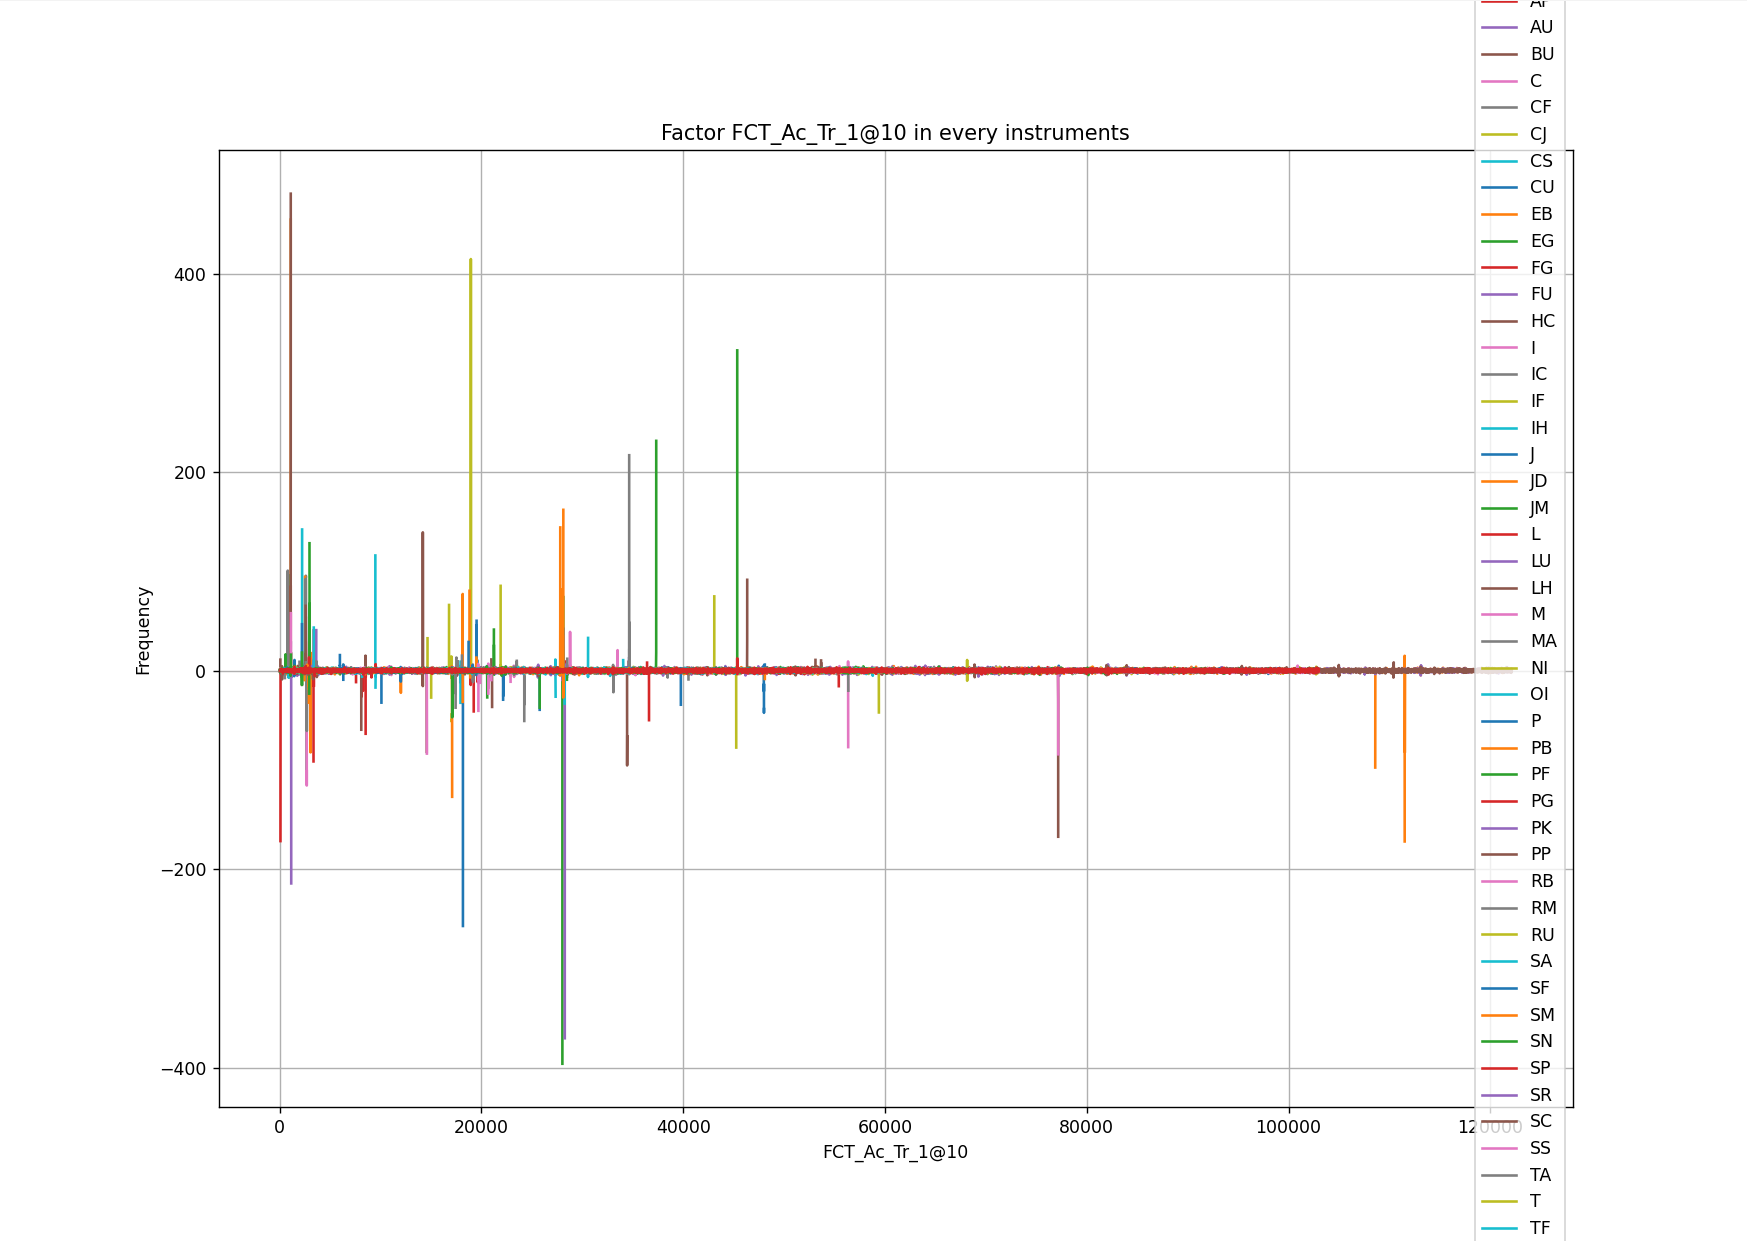 AU
BU
C
CF
CJ
Factor FCT_Ac_Tr_1@10 in every instruments
CS
CU
EB
EG
FG
FU
HC
I
IC
IF
IH
J
JD
JM
L
LU
LH
M
MA
NI
OI
P
PB
PF
PG
PK
PP
RB
RM
RU
SA
SF
SM
SN
SP
SR
SC
SS
TA
T
TF
400
200
0
−200
−400
Frequency
0 20000 40000 60000 80000 100000 120000
FCT_Ac_Tr_1@10